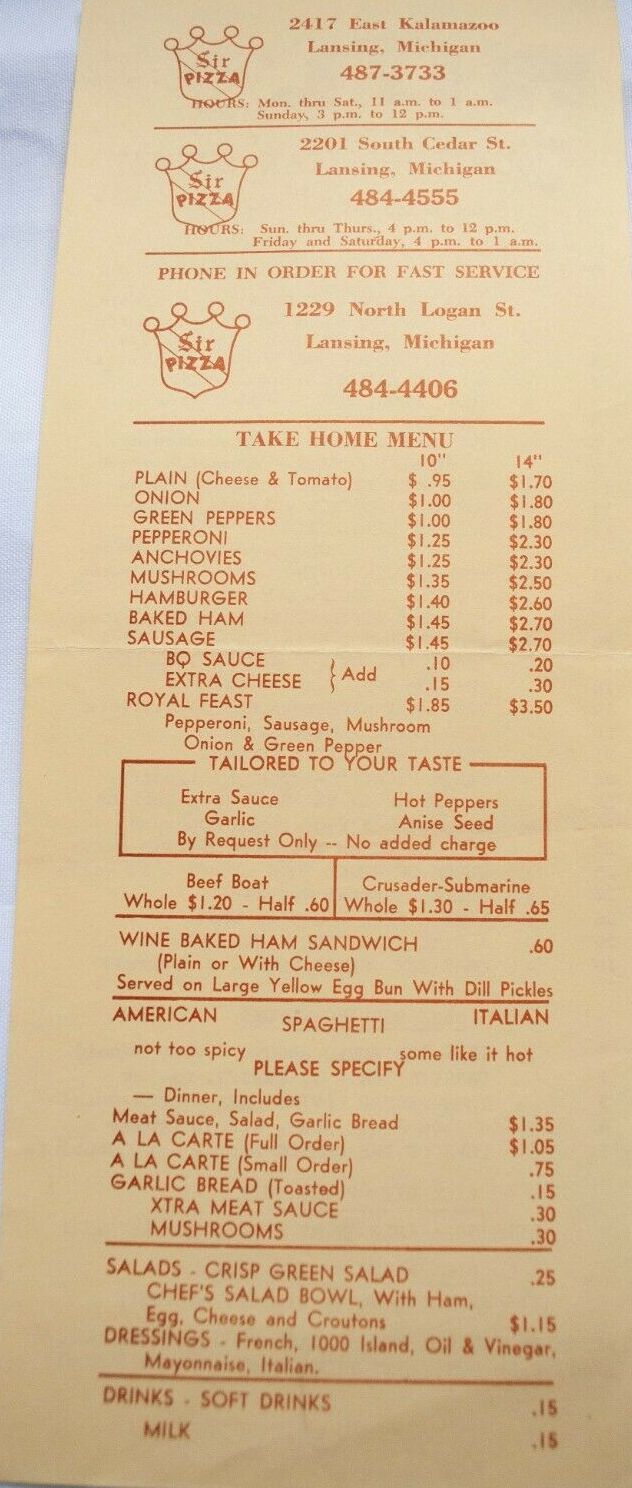 Sir
PIZZA
2417 East Kalamazoo
Lansing, Michigan
487-3733
HOURS: Mon. thru Sat., 11 a.m. to 1 a.m.
Sunday, 3 p.m. to 12 p.m.
Sir
PIZZA
2201 South Cedar St.
Lansing, Michigan
484-4555
HOURS: Sun. thru Thurs., 4 p.m. to 12 p.m.
Friday and Saturday, 4 p.m. to 1 a.m.
PHONE IN ORDER FOR FAST SERVICE
Sir
PIZZA
1229 North Logan St.
Lansing, Michigan
484-4406
TAKE HOME MENU
10" 14"
PLAIN (Cheese & Tomato) $ .95 $1.70
ONION $1.00 $1.80
GREEN PEPPERS $1.00 $1.80
PEPPERONI $1.25 $2.30
ANCHOVIES $1.25 $2.30
MUSHROOMS $1.35 $2.50
HAMBURGER $1.40 $2.60
BAKED HAM $1.45 $2.70
SAUSAGE $1.45 $2.70
BQ SAUCE } Add .10 .20
EXTRA CHEESE .15 .30
ROYAL FEAST $1.85 $3.50
Pepperoni, Sausage, Mushroom
Onion & Green Pepper
TAILORED TO YOUR TASTE
Extra Sauce Hot Peppers
Garlic Anise Seed
By Request Only -- No added charge
Beef Boat Crusader-Submarine
Whole $1.20 - Half .60 Whole $1.30 - Half .65
WINE BAKED HAM SANDWICH .60
(Plain or With Cheese)
Served on Large Yellow Egg Bun With Dill Pickles
AMERICAN SPAGHETTI ITALIAN
not too spicy some like it hot
PLEASE SPECIFY
— Dinner, Includes
Meat Sauce, Salad, Garlic Bread $1.35
A LA CARTE (Full Order) $1.05
A LA CARTE (Small Order) .75
GARLIC BREAD (Toasted) .15
XTRA MEAT SAUCE .30
MUSHROOMS .30
SALADS - CRISP GREEN SALAD .25
CHEF'S SALAD BOWL, With Ham,
Egg, Cheese and Croutons $1.15
DRESSINGS - French, 1000 Island, Oil & Vinegar,
Mayonnaise, Italian.
DRINKS - SOFT DRINKS .15
MILK .15